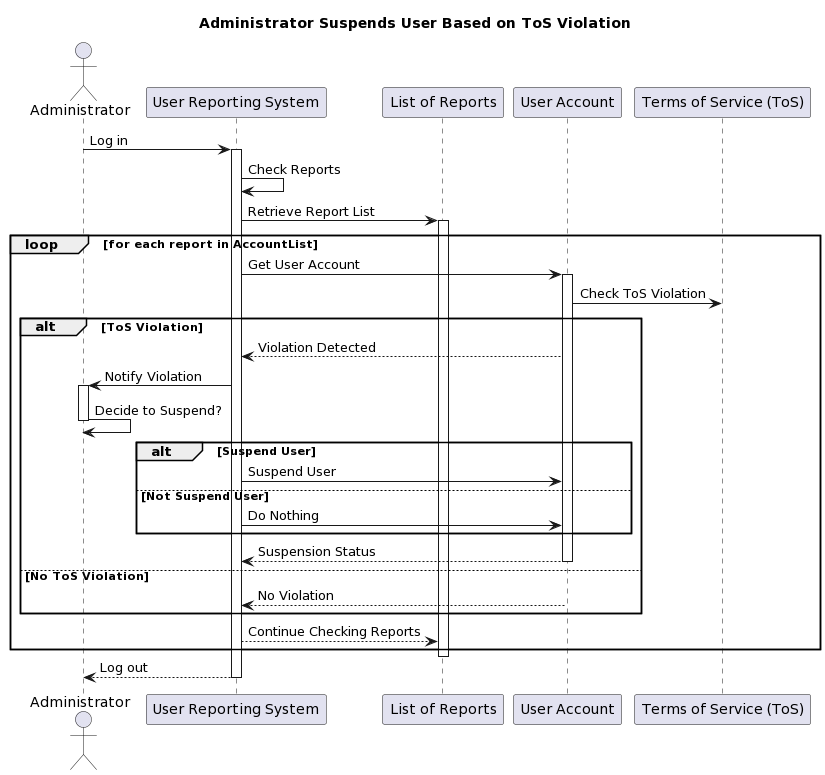 Administrator Suspends User Based on ToS Violation
Administrator
User Reporting System
List of Reports
User Account
Terms of Service (ToS)
Log in
Check Reports
Retrieve Report List
loop
[for each report in AccountList]
Get User Account
Check ToS Violation
alt
[ToS Violation]
Violation Detected
Notify Violation
Decide to Suspend?
alt
[Suspend User]
Suspend User
[Not Suspend User]
Do Nothing
Suspension Status
[No ToS Violation]
No Violation
Continue Checking Reports
Log out
Administrator
User Reporting System
List of Reports
User Account
Terms of Service (ToS)